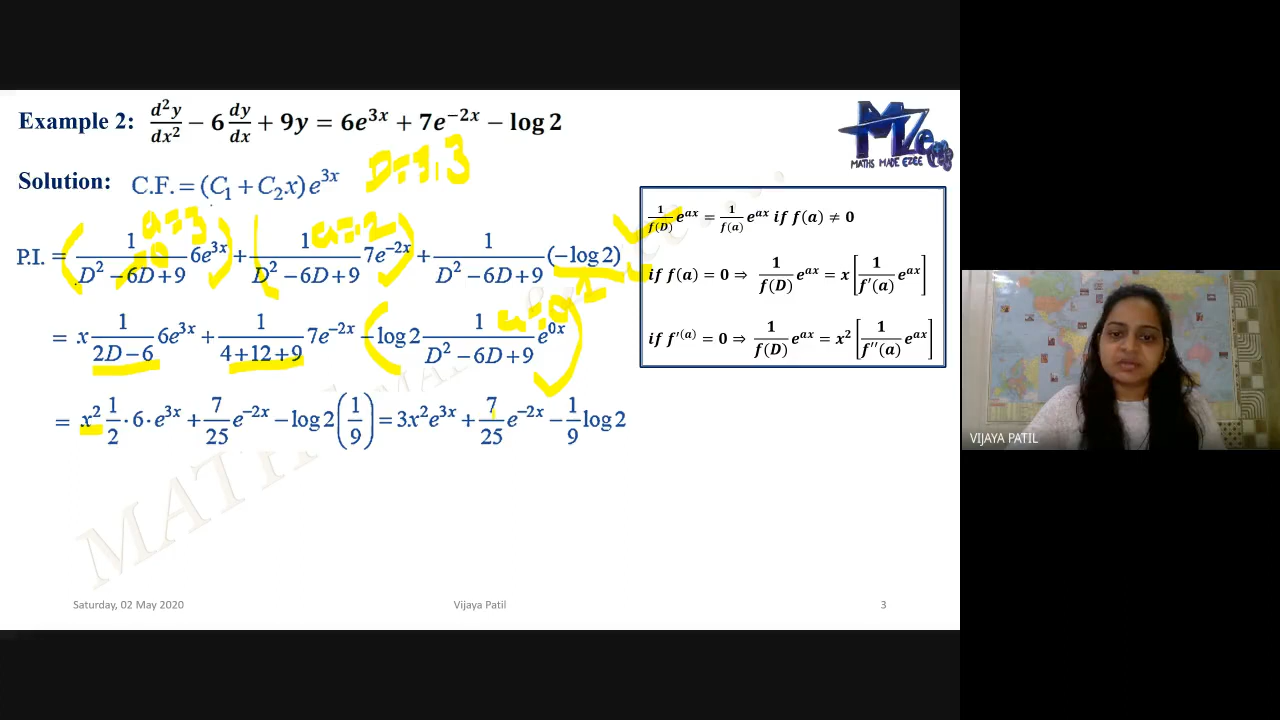 Example 2: d²y/dx² − 6 dy/dx + 9y = 6e^{3x} + 7e^{−2x} − log 2
MATHS MADE EZEE
Solution: C.F. = (C₁ + C₂x) e^{3x} D=3,3
a=3 a=-2
P.I. = 1/(D² − 6D + 9) 6e^{3x} + 1/(D² − 6D + 9) 7e^{−2x} + 1/(D² − 6D + 9) (−log 2)
a=0
= x 1/(2D − 6) 6e^{3x} + 1/(4 + 12 + 9) 7e^{−2x} − log 2 1/(D² − 6D + 9) e^{0x}
= x² 1/2 · 6 · e^{3x} + 7/25 e^{−2x} − log 2 (1/9) = 3x²e^{3x} + 7/25 e^{−2x} − 1/9 log 2
1/f(D) e^{ax} = 1/f(a) e^{ax} if f(a) ≠ 0
if f(a) = 0 ⇒ 1/f(D) e^{ax} = x [1/f′(a) e^{ax}]
if f′(a) = 0 ⇒ 1/f(D) e^{ax} = x² [1/f′′(a) e^{ax}]
VIJAYA PATIL
Saturday, 02 May 2020 Vijaya Patil 3